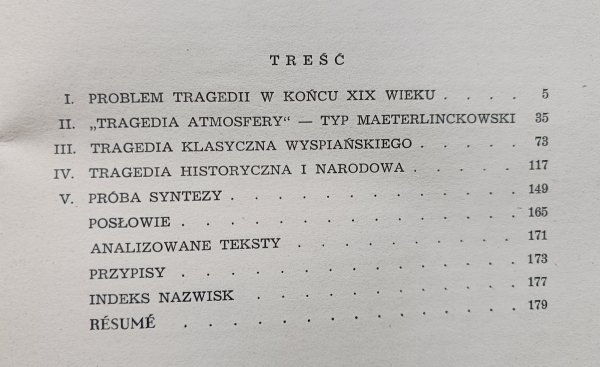 TREŚĆ
I. PROBLEM TRAGEDII W KOŃCU XIX WIEKU . . . . 5
II. „TRAGEDIA ATMOSFERY" — TYP MAETERLINCKOWSKI 35
III. TRAGEDIA KLASYCZNA WYSPIAŃSKIEGO . . . . . 73
IV. TRAGEDIA HISTORYCZNA I NARODOWA . . . . . 117
V. PRÓBA SYNTEZY . . . . . . . . . . . . . 149
POSŁOWIE . . . . . . . . . . . . . . . 165
ANALIZOWANE TEKSTY . . . . . . . . . . 171
PRZYPISY . . . . . . . . . . . . . . . 173
INDEKS NAZWISK . . . . . . . . . . . . 177
RÉSUMÉ . . . . . . . . . . . . . . . 179